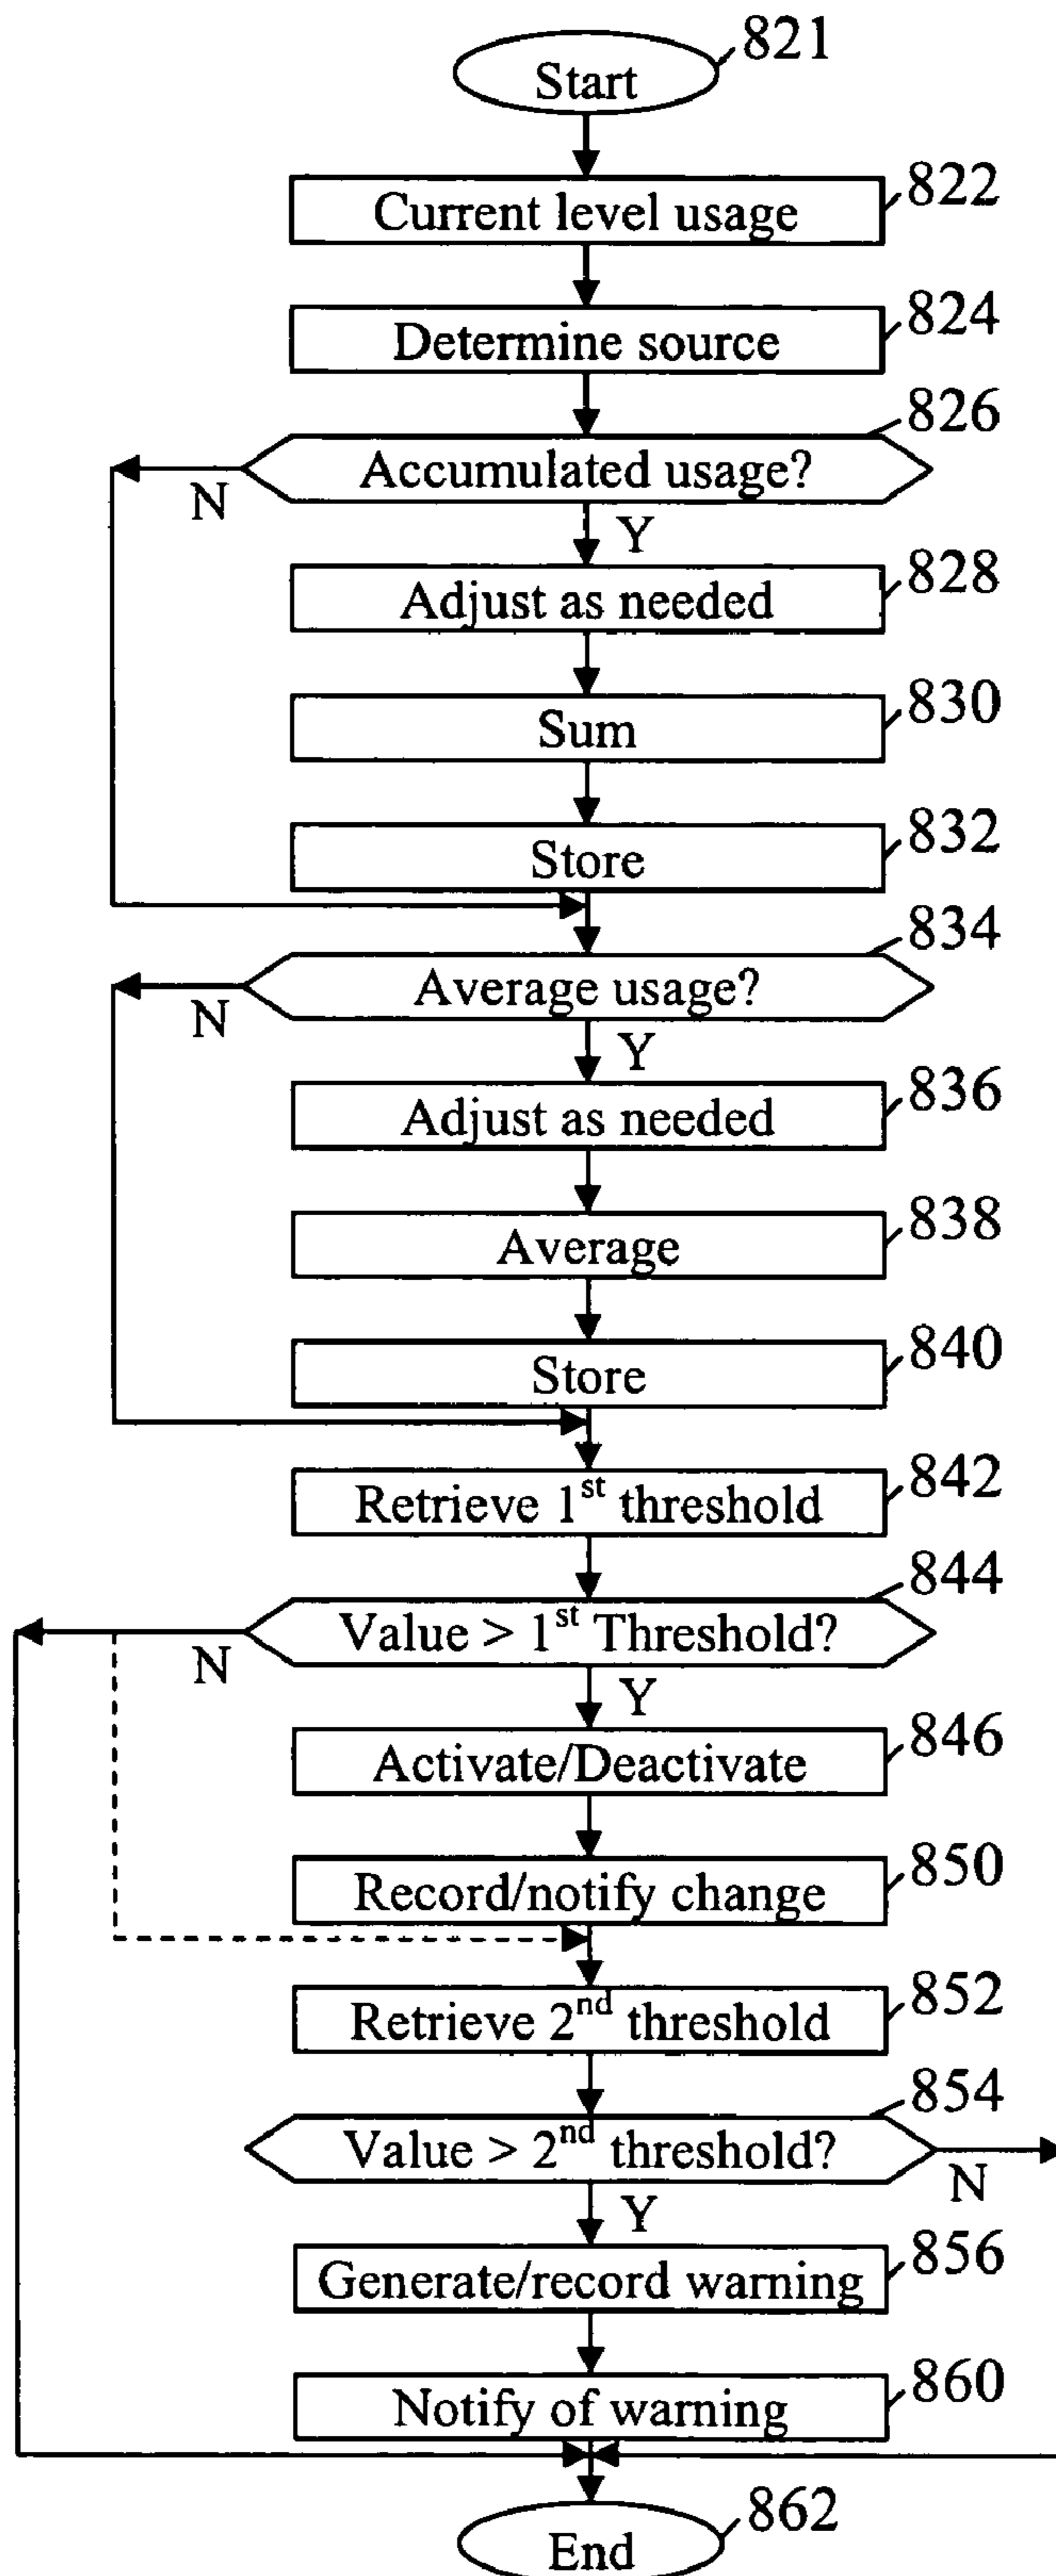 821
Start
822
Current level usage
824
Determine source
826
Accumulated usage?
N
Y
828
Adjust as needed
830
Sum
832
Store
834
Average usage?
N
Y
836
Adjust as needed
838
Average
840
Store
842
Retrieve 1st threshold
844
Value > 1st Threshold?
N
Y
846
Activate/Deactivate
850
Record/notify change
852
Retrieve 2nd threshold
854
Value > 2nd threshold?
N
Y
856
Generate/record warning
860
Notify of warning
862
End